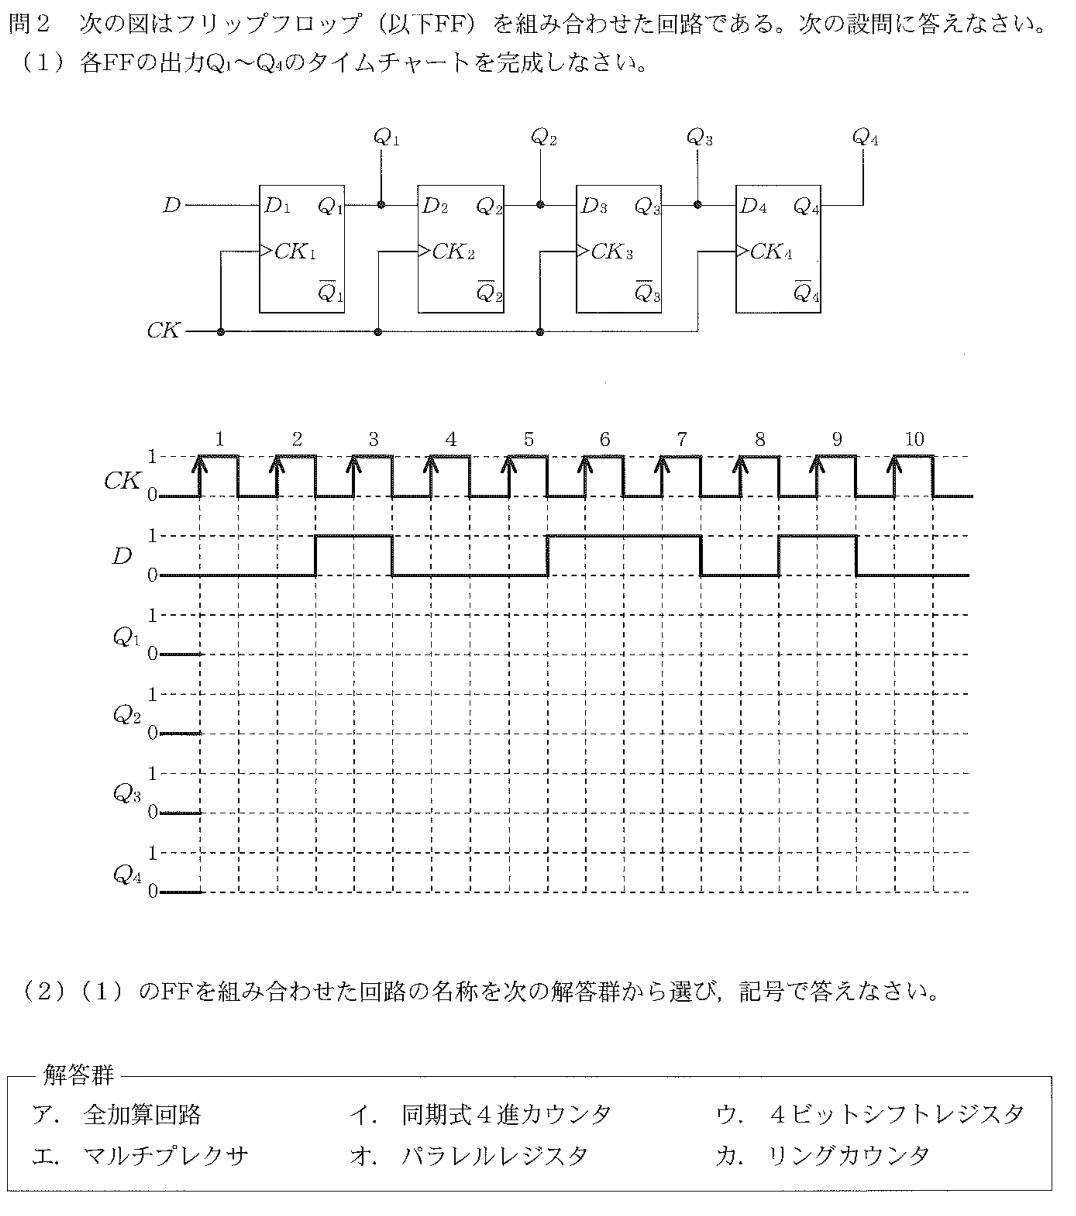 問２　次の図はフリップフロップ（以下FF）を組み合わせた回路である。次の設問に答えなさい。
（１）各FFの出力Q₁～Q₄のタイムチャートを完成しなさい。
Q₁ Q₂ Q₃ Q₄
D D₁ Q₁ D₂ Q₂ D₃ Q₃ D₄ Q₄
CK₁ CK₂ CK₃ CK₄
Q̅₁ Q̅₂ Q̅₃ Q̅₄
CK
1 2 3 4 5 6 7 8 9 10
1
CK
0
1
D
0
1
Q₁
0
1
Q₂
0
1
Q₃
0
1
Q₄
0
（２）（１）のFFを組み合わせた回路の名称を次の解答群から選び，記号で答えなさい。
解答群
ア．　全加算回路　イ．　同期式４進カウンタ　ウ．　４ビットシフトレジスタ
エ．　マルチプレクサ　オ．　パラレルレジスタ　カ．　リングカウンタ